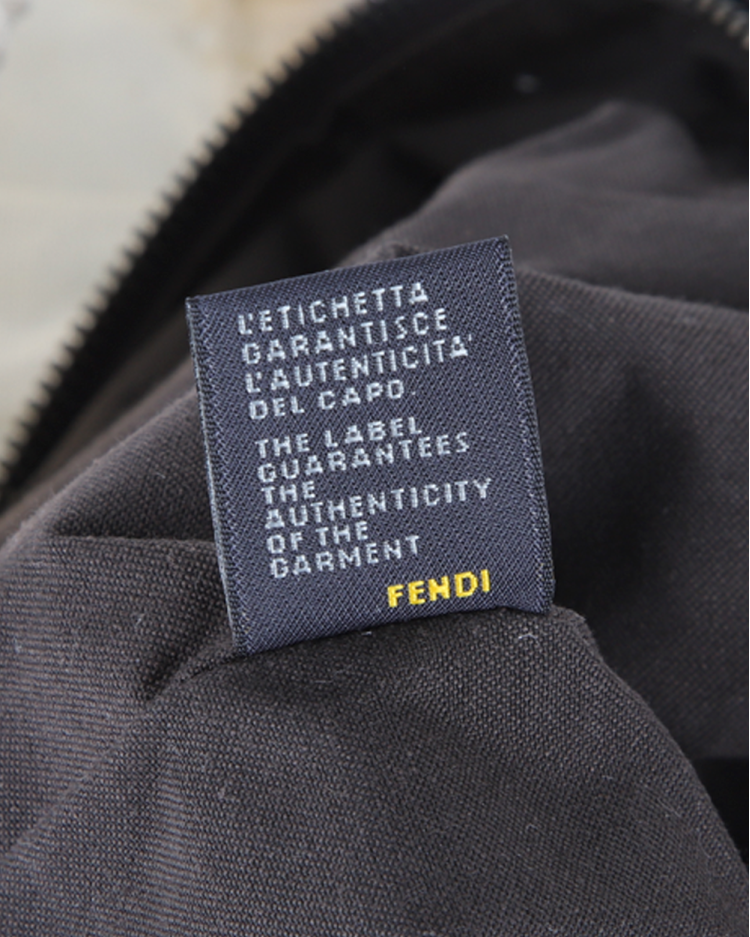 L'ETICHETTA
GARANTISCE
L'AUTENTICITA'
DEL CAPO.
THE LABEL
GUARANTEES
THE
AUTHENTICITY
OF THE
GARMENT
FENDI